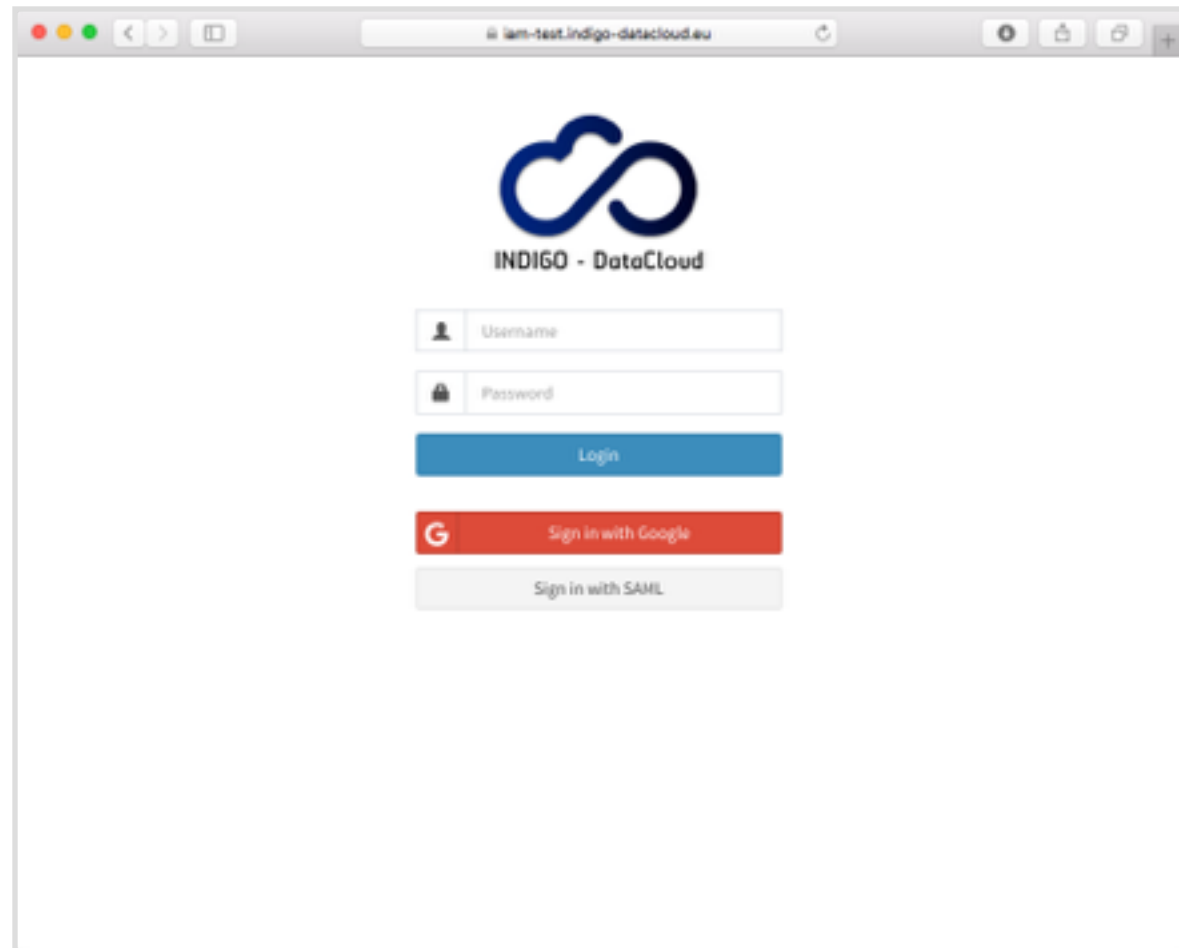 iam-test.indigo-datacloud.eu
INDIGO - DataCloud
Username
Password
Login
G Sign in with Google
Sign in with SAML